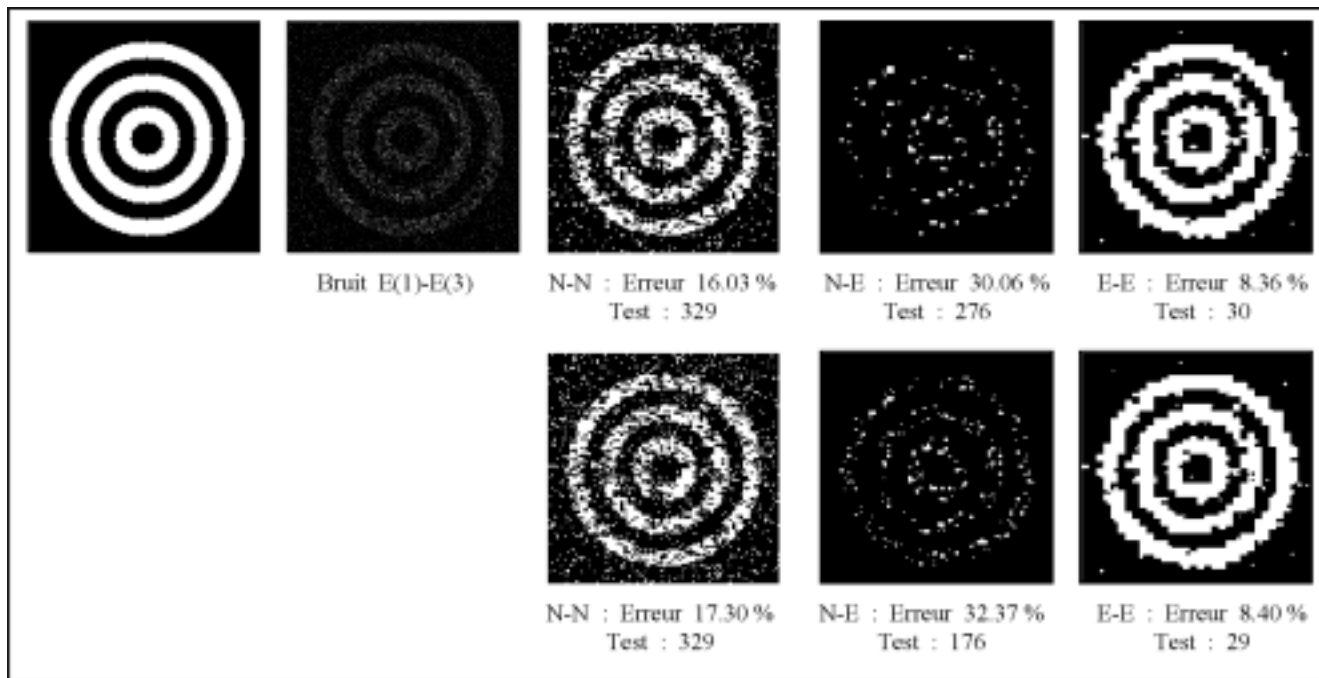 Bruit E(1)-E(3)
N-N : Erreur 16.03 %
Test : 329
N-E : Erreur 30.06 %
Test : 276
E-E : Erreur 8.36 %
Test : 30
N-N : Erreur 17.30 %
Test : 329
N-E : Erreur 32.37 %
Test : 176
E-E : Erreur 8.40 %
Test : 29